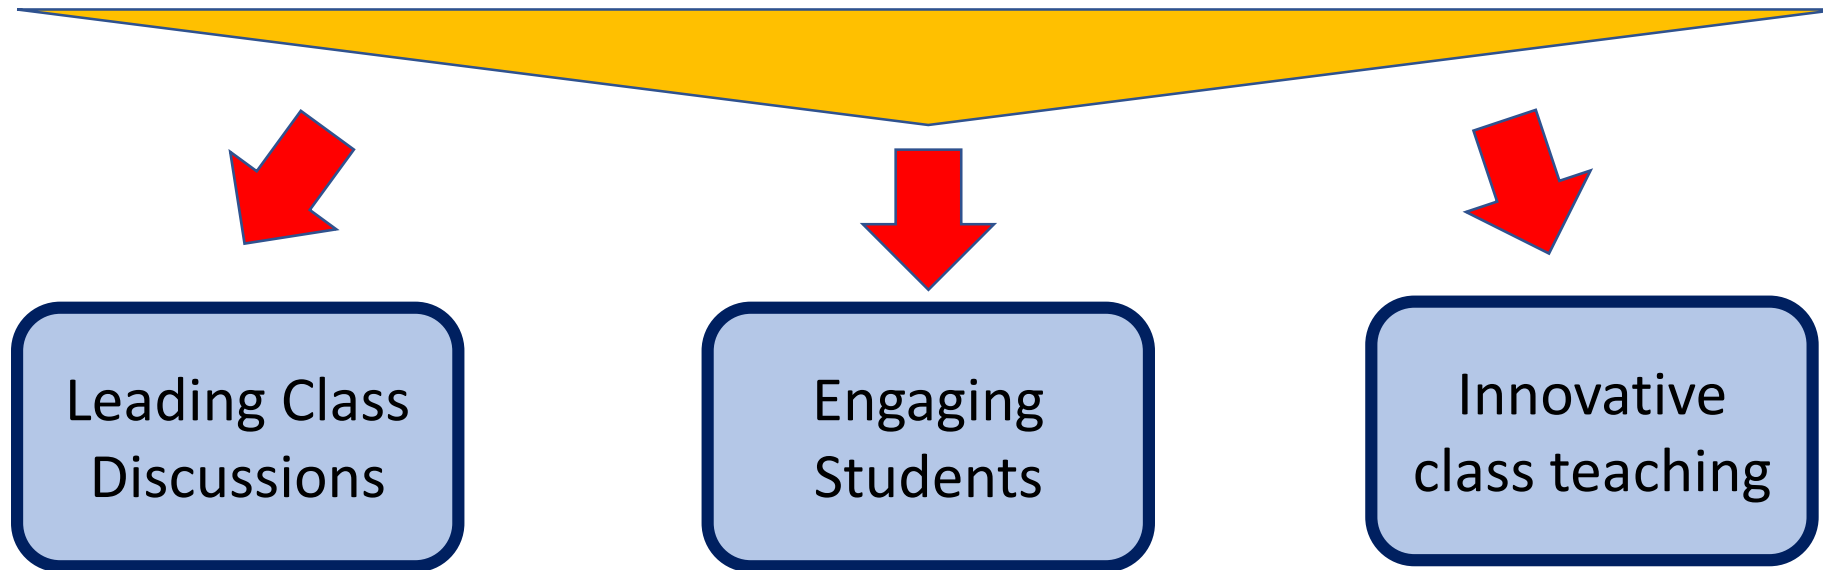 Leading Class
Discussions
Engaging
Students
Innovative
class teaching